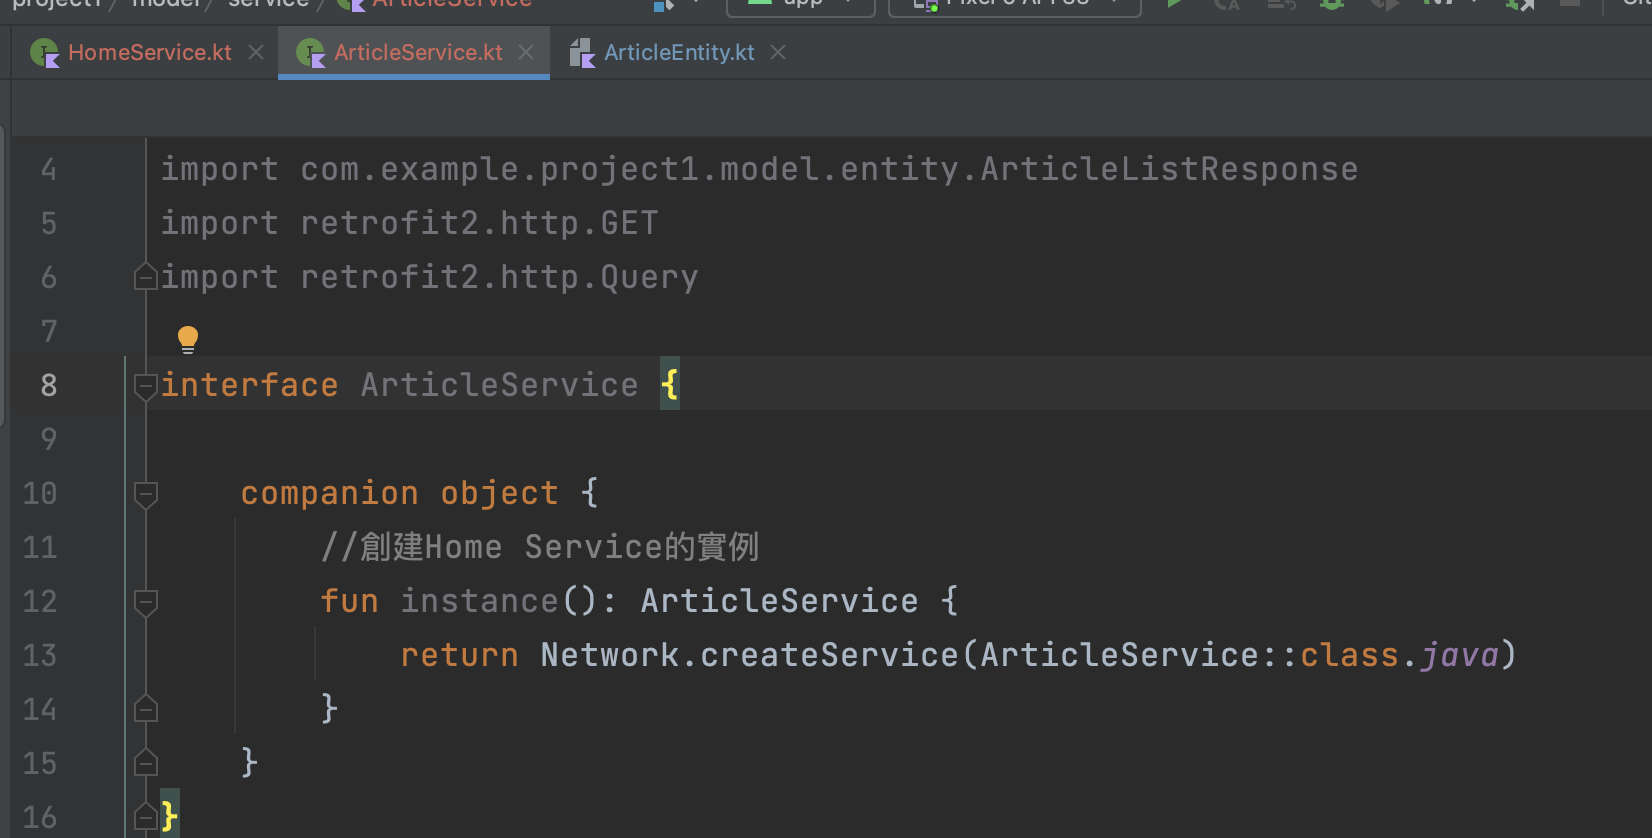 project1 / model / service / ArticleService app Pixel
HomeService.kt ArticleService.kt ArticleEntity.kt
4 import com.example.project1.model.entity.ArticleListResponse
5 import retrofit2.http.GET
6 import retrofit2.http.Query
7
8 interface ArticleService {
9
10 companion object {
11 //創建Home Service的實例
12 fun instance(): ArticleService {
13 return Network.createService(ArticleService::class.java)
14 }
15 }
16 }